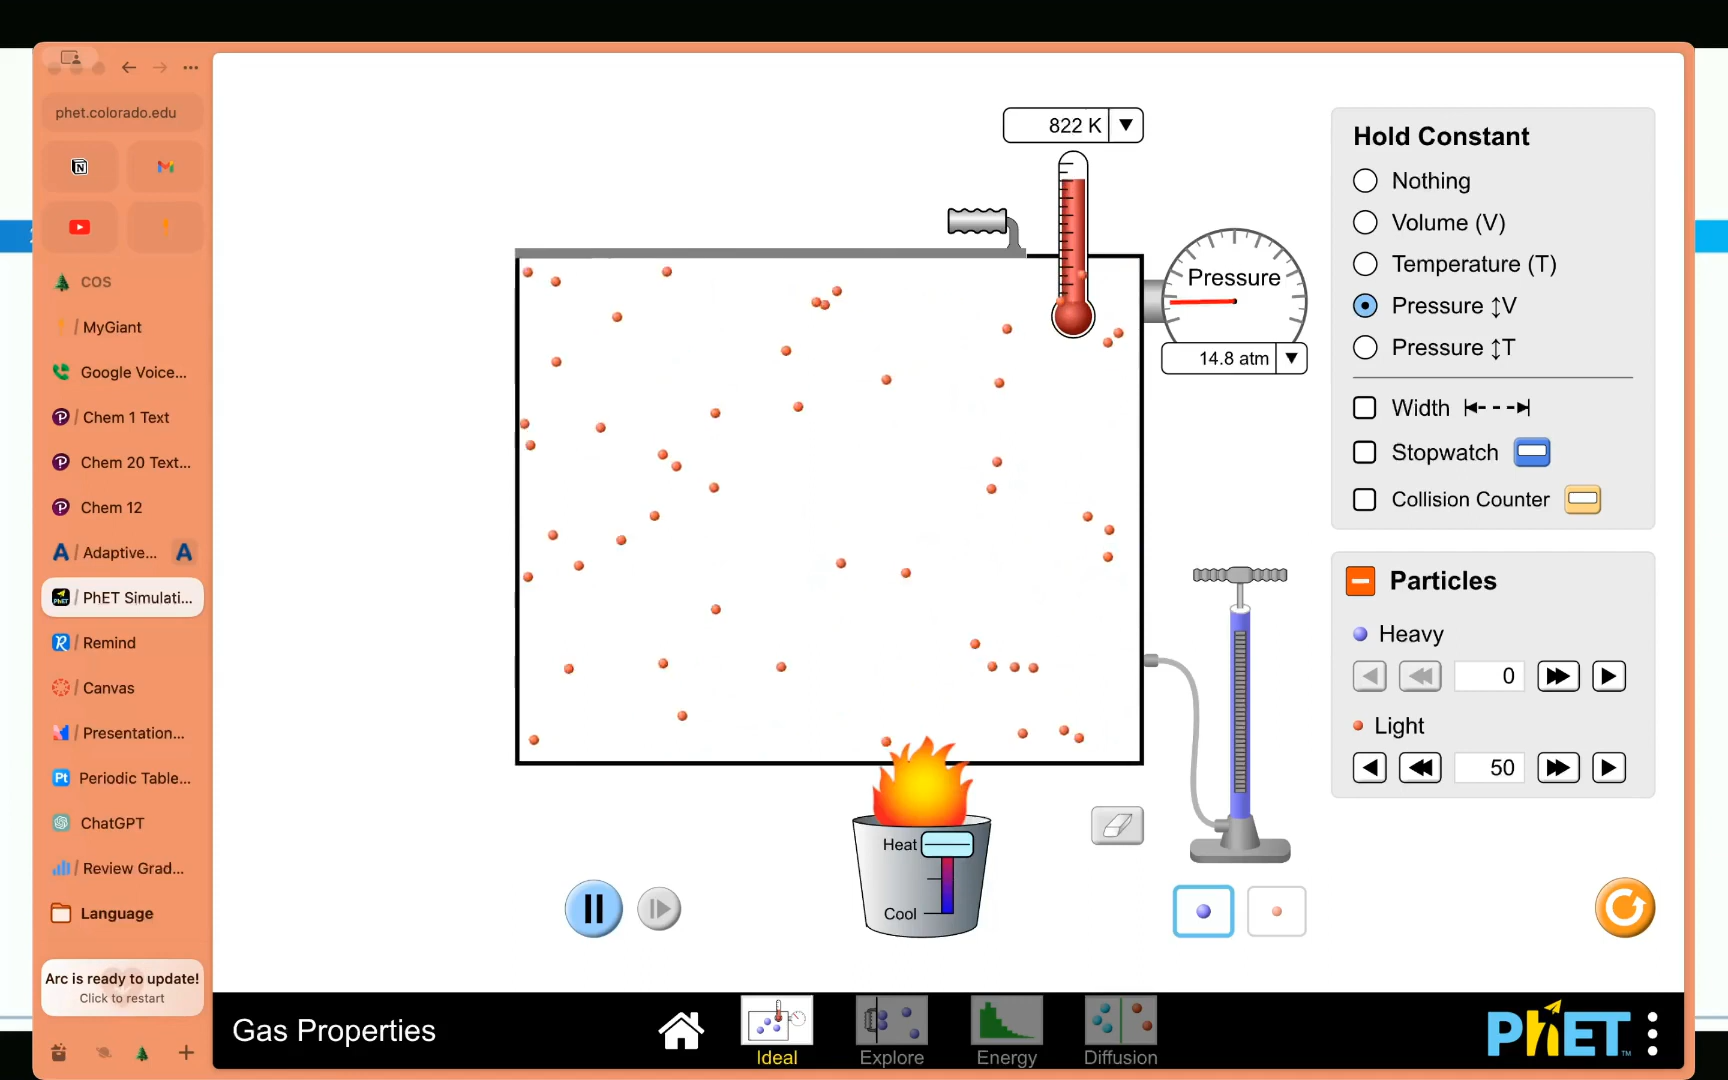 phet.colorado.edu
COS
/ MyGiant
Google Voice...
/ Chem 1 Text
Chem 20 Text...
Chem 12
/ Adaptive...
/ PhET Simulati...
/ Remind
/ Canvas
/ Presentation...
Periodic Table...
ChatGPT
/ Review Grad...
Language
Arc is ready to update!
Click to restart
822 K
Pressure
14.8 atm
Hold Constant
Nothing
Volume (V)
Temperature (T)
Pressure ↕V
Pressure ↕T
Width
Stopwatch
Collision Counter
Particles
Heavy
0
Light
50
Heat
Cool
Gas Properties
Ideal
Explore
Energy
Diffusion
PhET